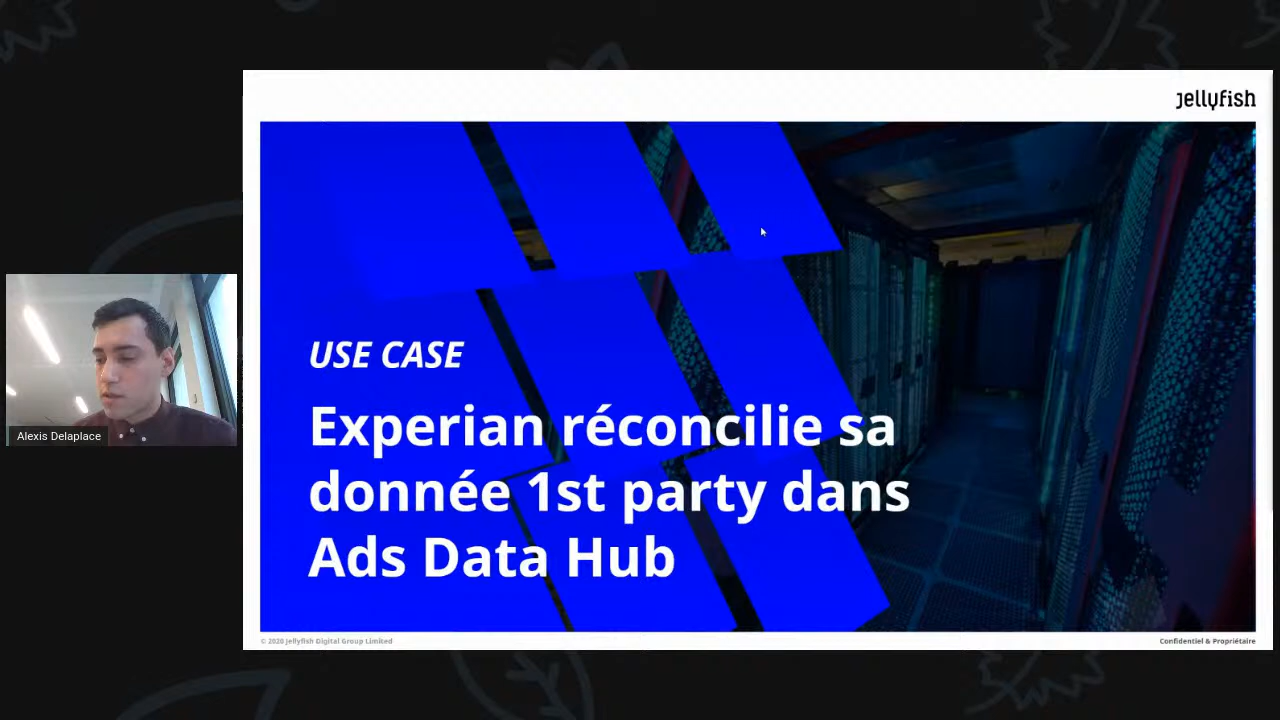 jellyfish
USE CASE
Experian réconcilie sa
donnée 1st party dans
Ads Data Hub
Alexis Delaplace
© 2020 Jellyfish Digital Group Limited
Confidentiel & Propriétaire